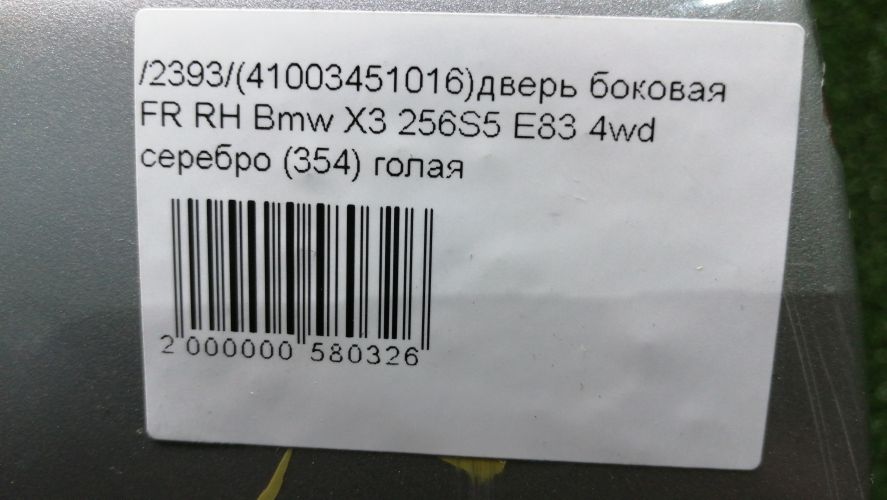 /2393/(41003451016)дверь боковая
FR RH Bmw X3 256S5 E83 4wd
серебро (354) голая
2 000000 580326